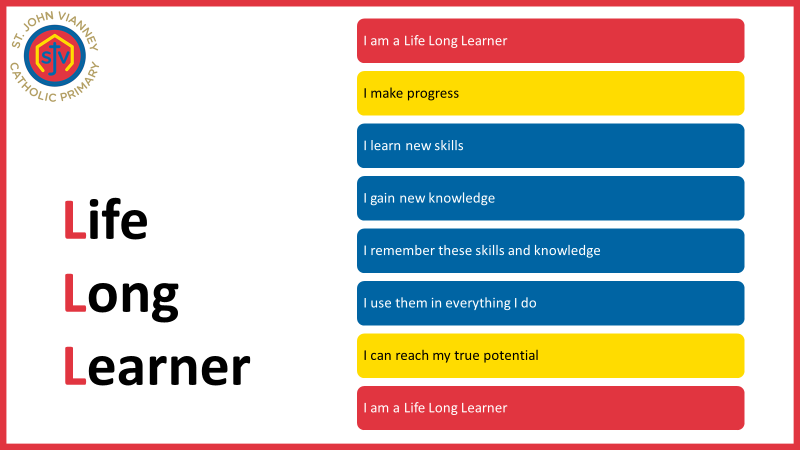 ST. JOHN VIANNEY
SJV
CATHOLIC PRIMARY
Life
Long
Learner
I am a Life Long Learner
I make progress
I learn new skills
I gain new knowledge
I remember these skills and knowledge
I use them in everything I do
I can reach my true potential
I am a Life Long Learner